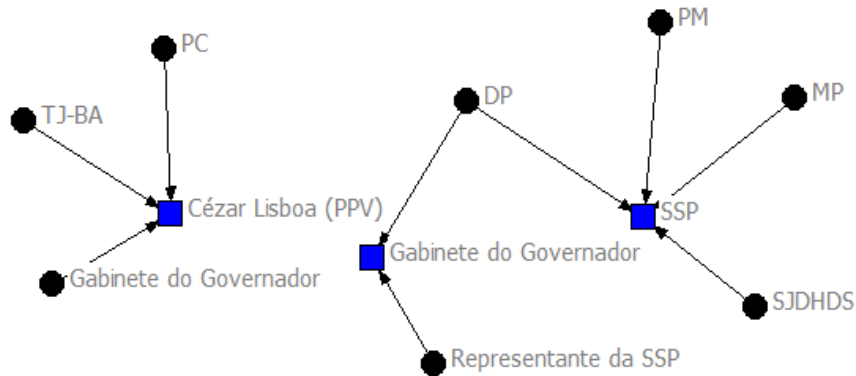 PM
PC
DP
MP
TJ-BA
Cézar Lisboa (PPV)
SSP
Gabinete do Governador
Gabinete do Governador
SJDHDS
Representante da SSP